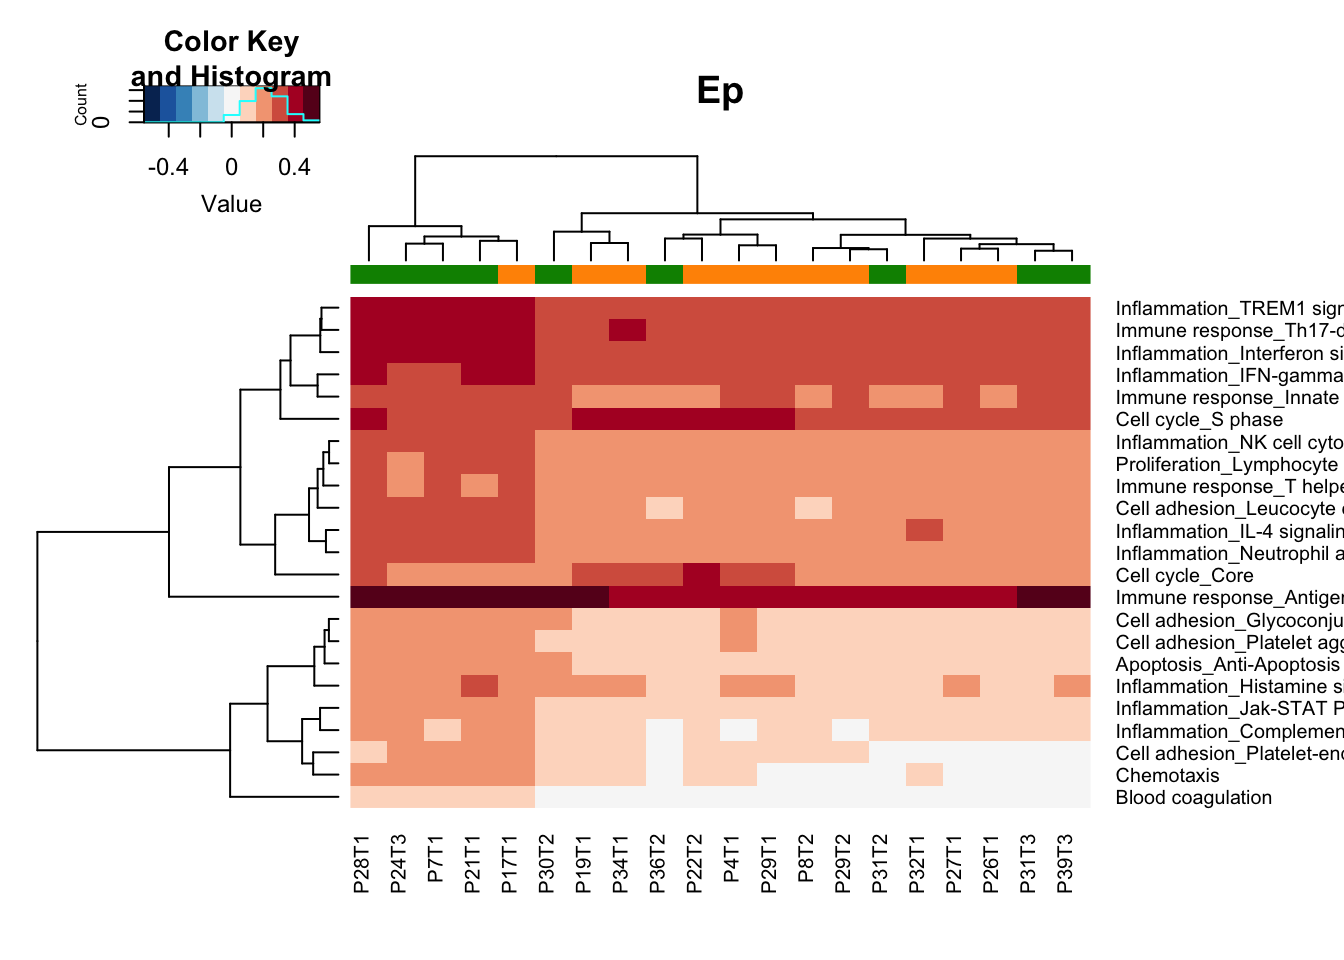 Color Key
and Histogram
Count
0
-0.4 0 0.4
Value
Ep
Inflammation_TREM1
Immune response_Th17-d
Inflammation_Interferon
Inflammation_IFN-gamma
Immune response_Innate
Cell cycle_S phase
Inflammation_NK cell cyto
Proliferation_Lymphocyte
Immune response_T helpe
Cell adhesion_Leucocyte
Inflammation_IL-4 signalin
Inflammation_Neutrophil
Cell cycle_Core
Immune response_Antiger
Cell adhesion_Glycoconju
Cell adhesion_Platelet agg
Apoptosis_Anti-Apoptosis
Inflammation_Histamine
Inflammation_Jak-STAT P
Inflammation_Complemen
Cell adhesion_Platelet-end
Chemotaxis
Blood coagulation
P28T1 P24T3 P7T1 P21T1 P17T1 P30T2 P19T1 P34T1 P36T2 P22T2 P4T1 P29T1 P8T2 P29T2 P31T2 P32T1 P27T1 P26T1 P31T3 P39T3